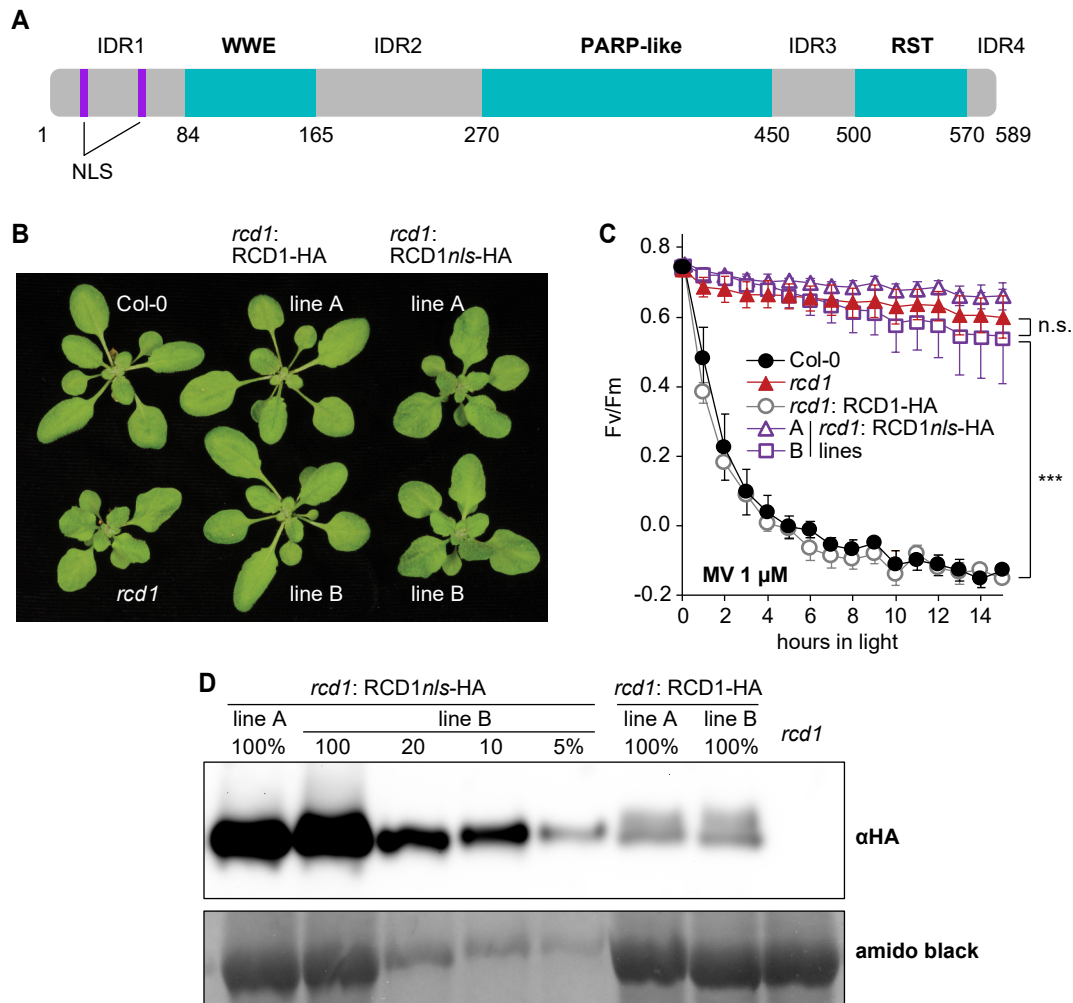 A
IDR1 WWE IDR2 PARP-like IDR3 RST IDR4
1 84 165 270 450 500 570 589
NLS
B
rcd1: RCD1-HA
rcd1: RCD1nls-HA
Col-0 line A line A
rcd1 line B line B
C
0.8
0.6
0.4
0.2
0.0
-0.2
Fv/Fm
Col-0
rcd1
rcd1: RCD1-HA
A rcd1: RCD1nls-HA
B lines
n.s.
***
MV 1 µM
0 2 4 6 8 10 12 14
hours in light
D
rcd1: RCD1nls-HA rcd1: RCD1-HA
line A line B line A line B rcd1
100% 100 20 10 5% 100% 100%
αHA
amido black